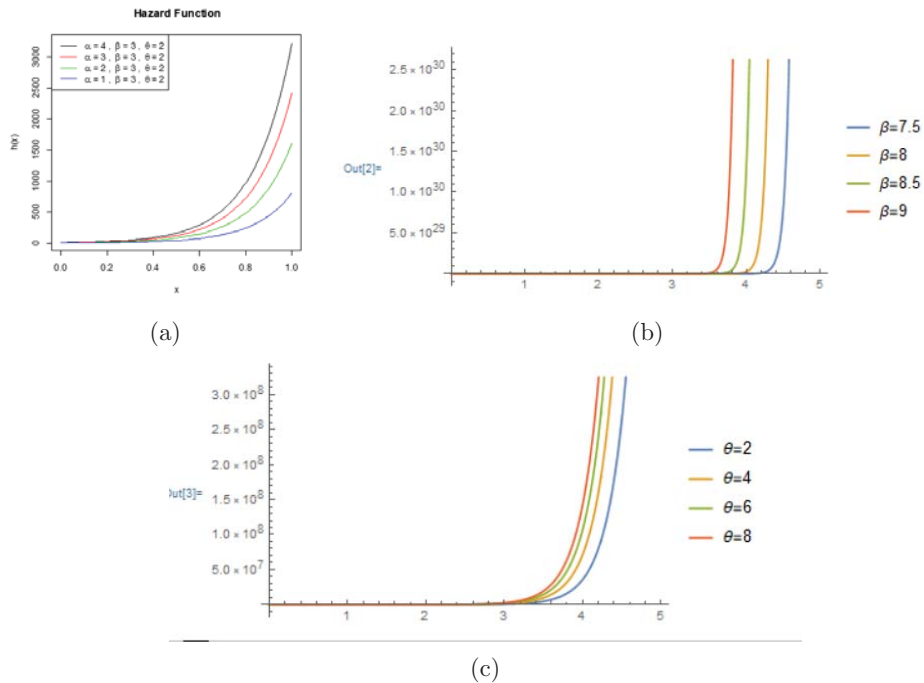 Hazard Function
α = 4 , β = 3 , θ = 2
α = 3 , β = 3 , θ = 2
α = 2 , β = 3 , θ = 2
α = 1 , β = 3 , θ = 2
h(x)
3000
2500
2000
1500
1000
500
0
0.0 0.2 0.4 0.6 0.8 1.0
x
(a)
Out[2]=
2.5 × 10^30
2.0 × 10^30
1.5 × 10^30
1.0 × 10^30
5.0 × 10^29
1 2 3 4 5
β=7.5
β=8
β=8.5
β=9
(b)
Out[3]=
3.0 × 10^8
2.5 × 10^8
2.0 × 10^8
1.5 × 10^8
1.0 × 10^8
5.0 × 10^7
1 2 3 4 5
θ=2
θ=4
θ=6
θ=8
(c)